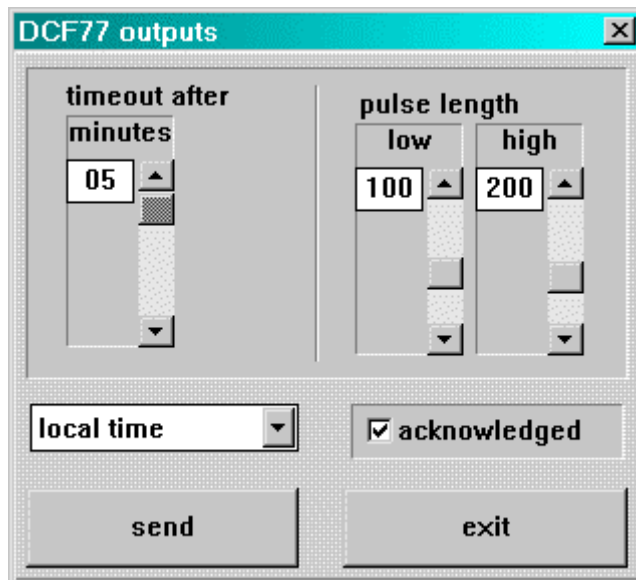 DCF77 outputs
timeout after
minutes
05
pulse length
low high
100 200
local time
acknowledged
send
exit